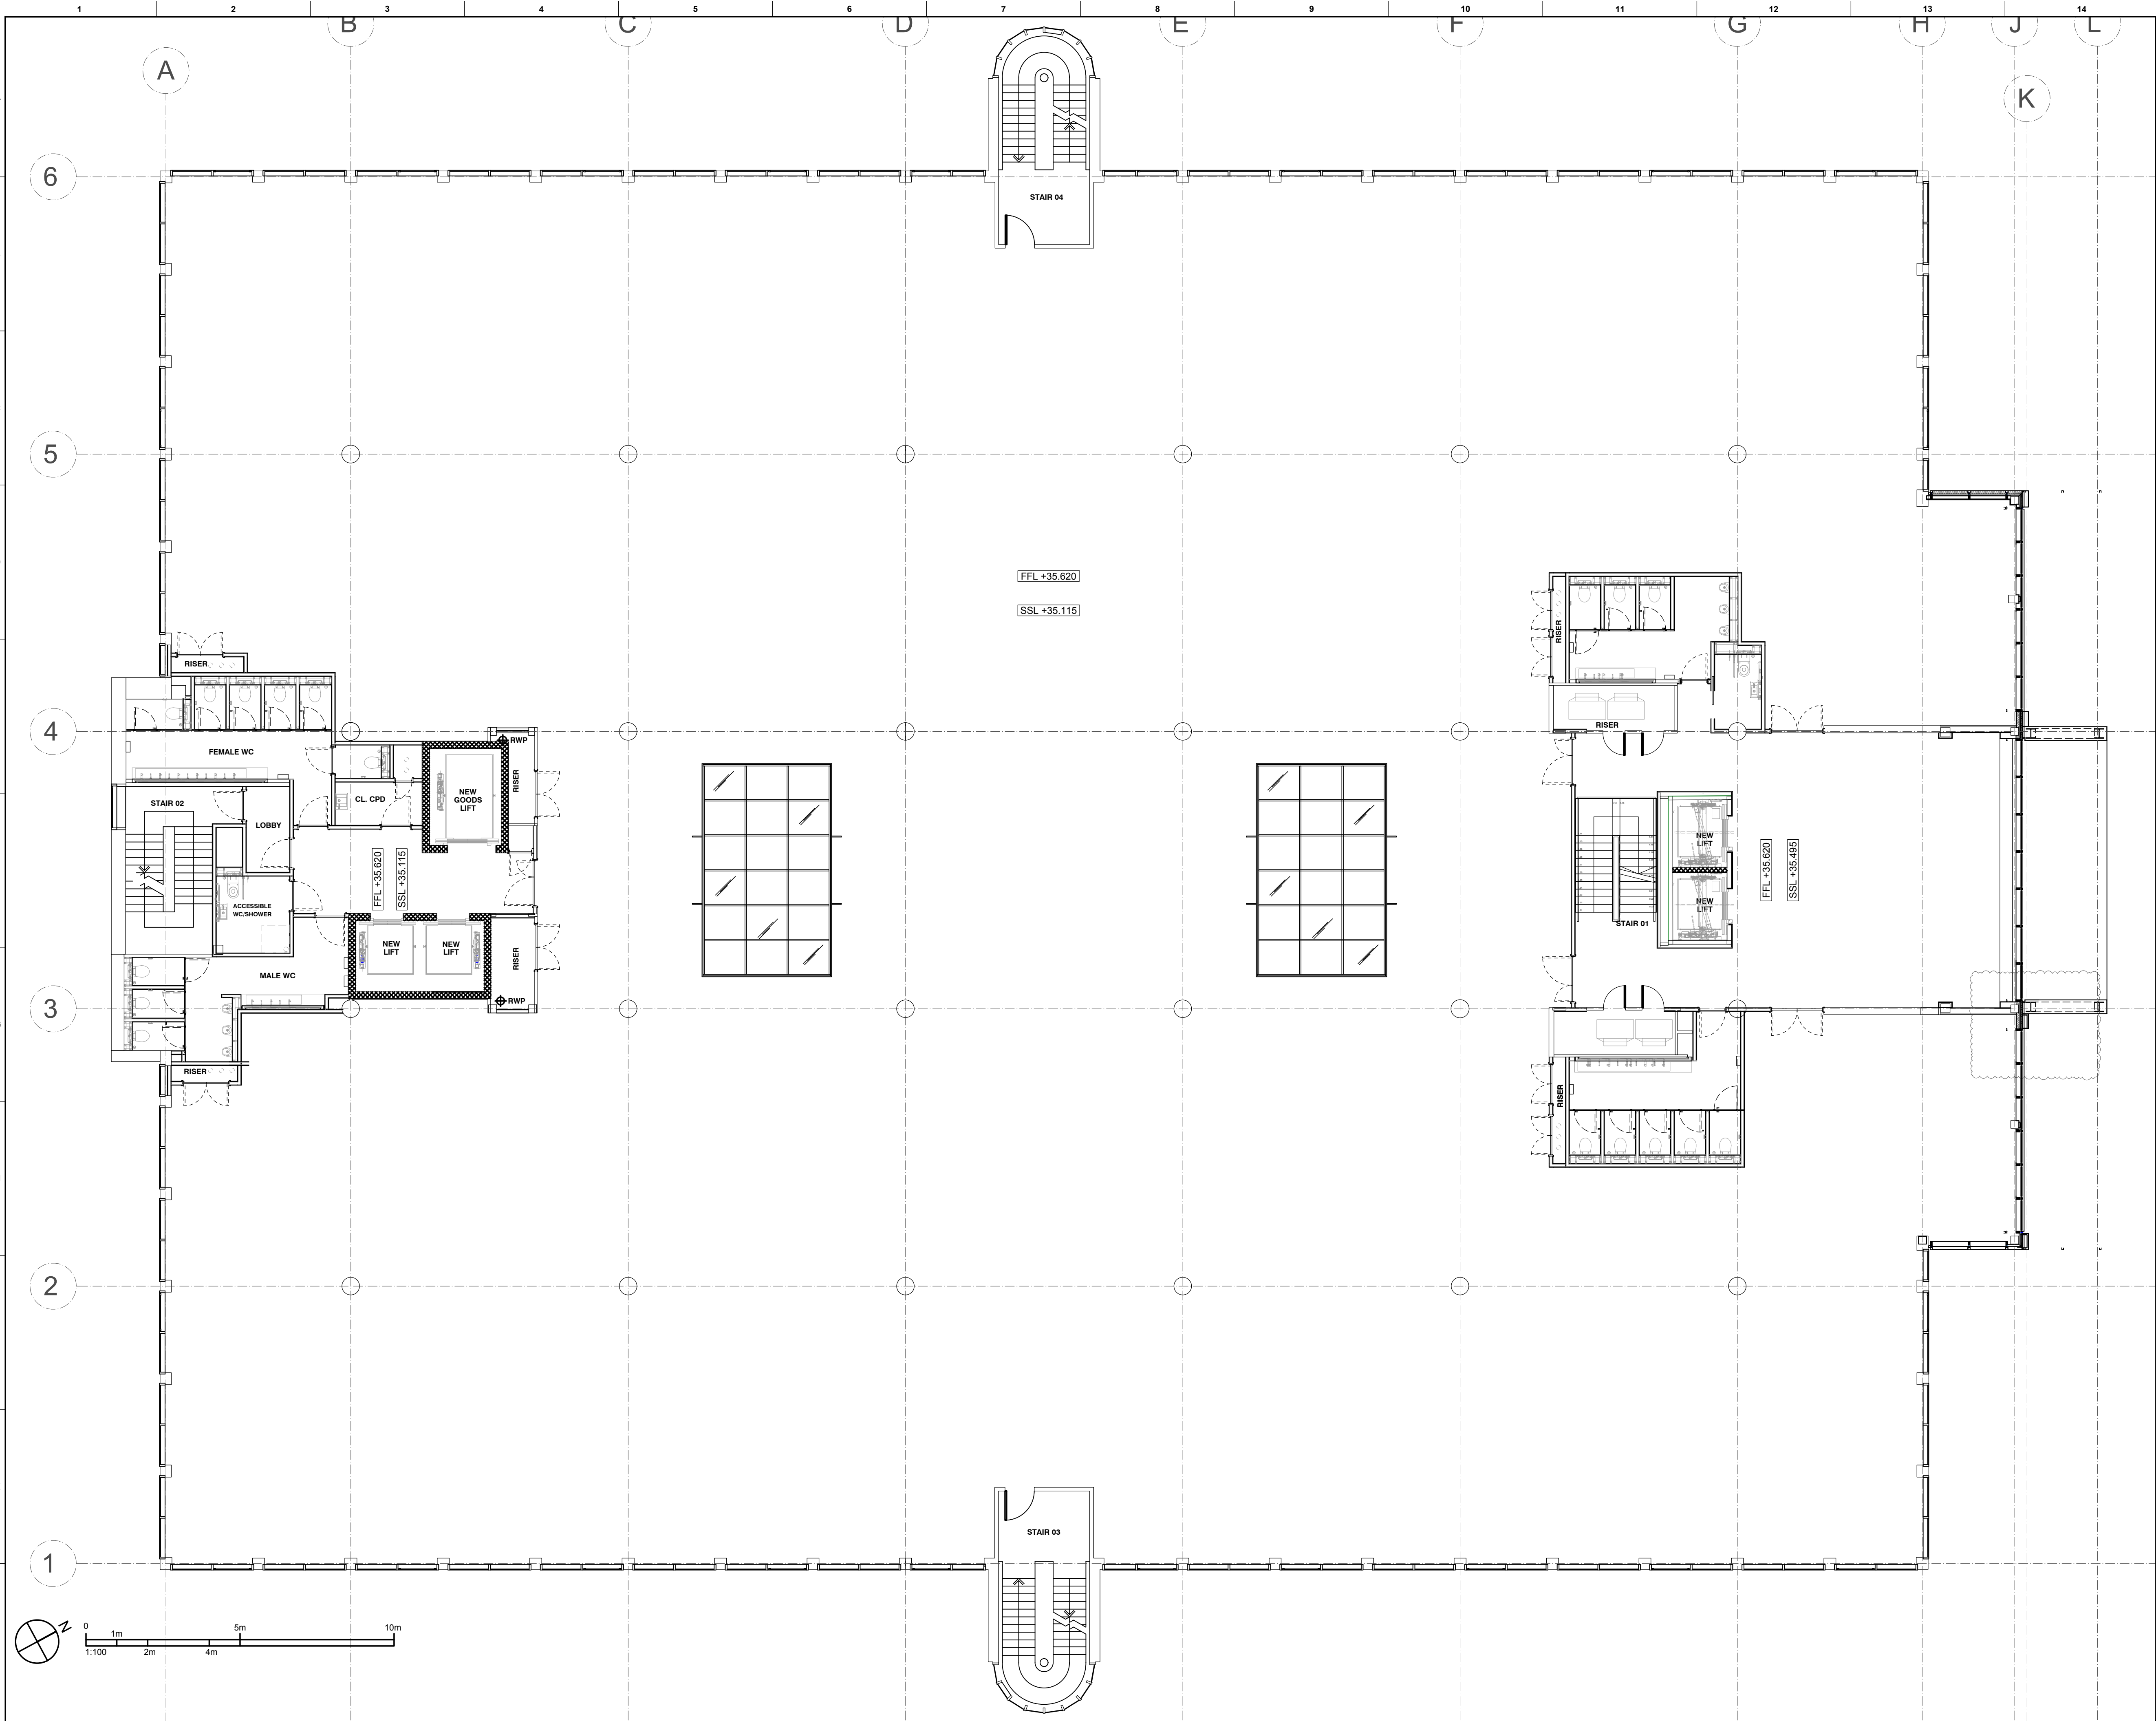 1 2 3 4 5 6 7 8 9 10 11 12 13 14
B C D E F G H J L
A
K
6
STAIR 04
5
FFL +35.620
SSL +35.115
RISER
RISER
RISER
4
FEMALE WC
RWP
RISER
CL. CPD
NEW
GOODS
LIFT
STAIR 02
LOBBY
FFL +35.620
SSL +35.115
ACCESSIBLE
WC/SHOWER
NEW
LIFT
NEW
LIFT
RISER
MALE WC
RWP
NEW
LIFT
NEW
LIFT
STAIR 01
FFL +35.620
SSL +35.495
3
RISER
RISER
2
STAIR 03
1
N
0 1m 5m 10m
1:100 2m 4m